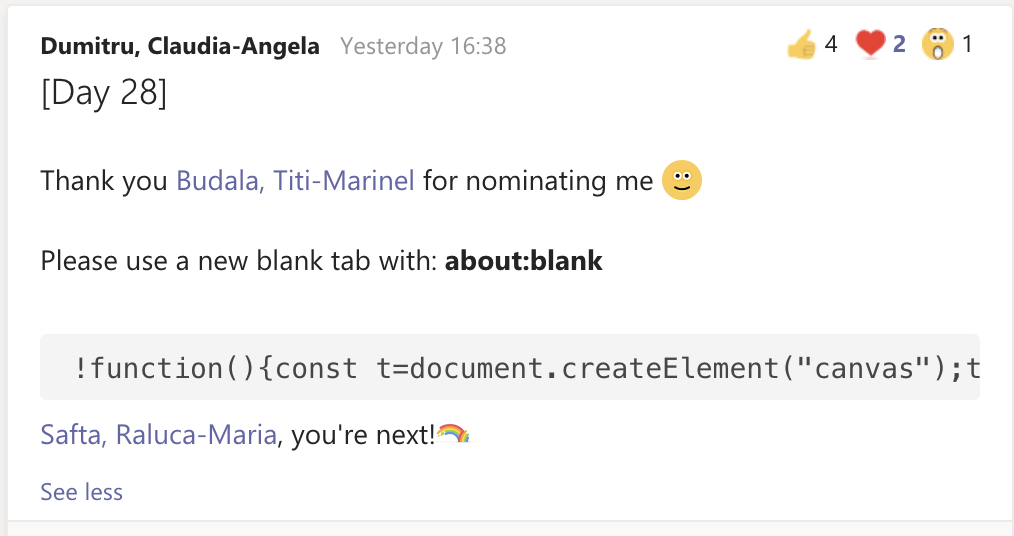 Dumitru, Claudia-Angela Yesterday 16:38 4 2 1
[Day 28]
Thank you Budala, Titi-Marinel for nominating me
Please use a new blank tab with: about:blank
!function(){const t=document.createElement("canvas");t
Safta, Raluca-Maria, you're next!
See less